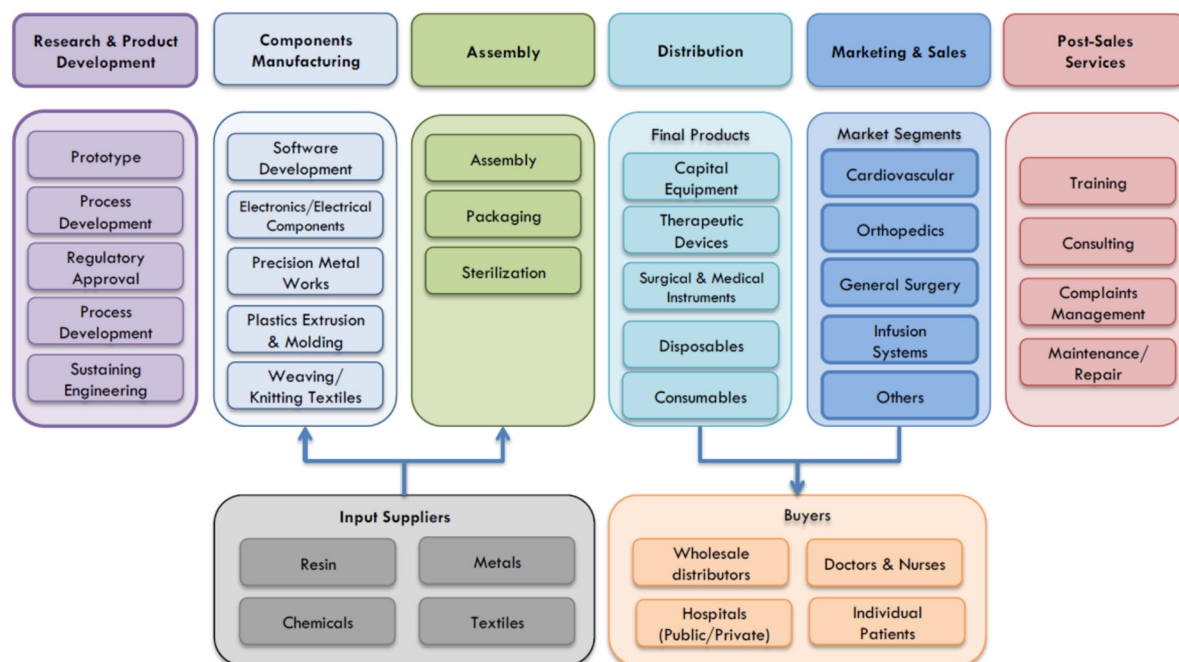 Research & Product
Development
Components
Manufacturing
Assembly
Distribution
Marketing & Sales
Post-Sales
Services
Prototype
Process
Development
Regulatory
Approval
Process
Development
Sustaining
Engineering
Software
Development
Electronics/Electrical
Components
Precision Metal
Works
Plastics Extrusion
& Molding
Weaving/
Knitting Textiles
Assembly
Packaging
Sterilization
Final Products
Capital
Equipment
Therapeutic
Devices
Surgical & Medical
Instruments
Disposables
Consumables
Market Segments
Cardiovascular
Orthopedics
General Surgery
Infusion
Systems
Others
Training
Consulting
Complaints
Management
Maintenance/
Repair
Input Suppliers
Resin
Metals
Chemicals
Textiles
Buyers
Wholesale
distributors
Doctors & Nurses
Hospitals
(Public/Private)
Individual
Patients